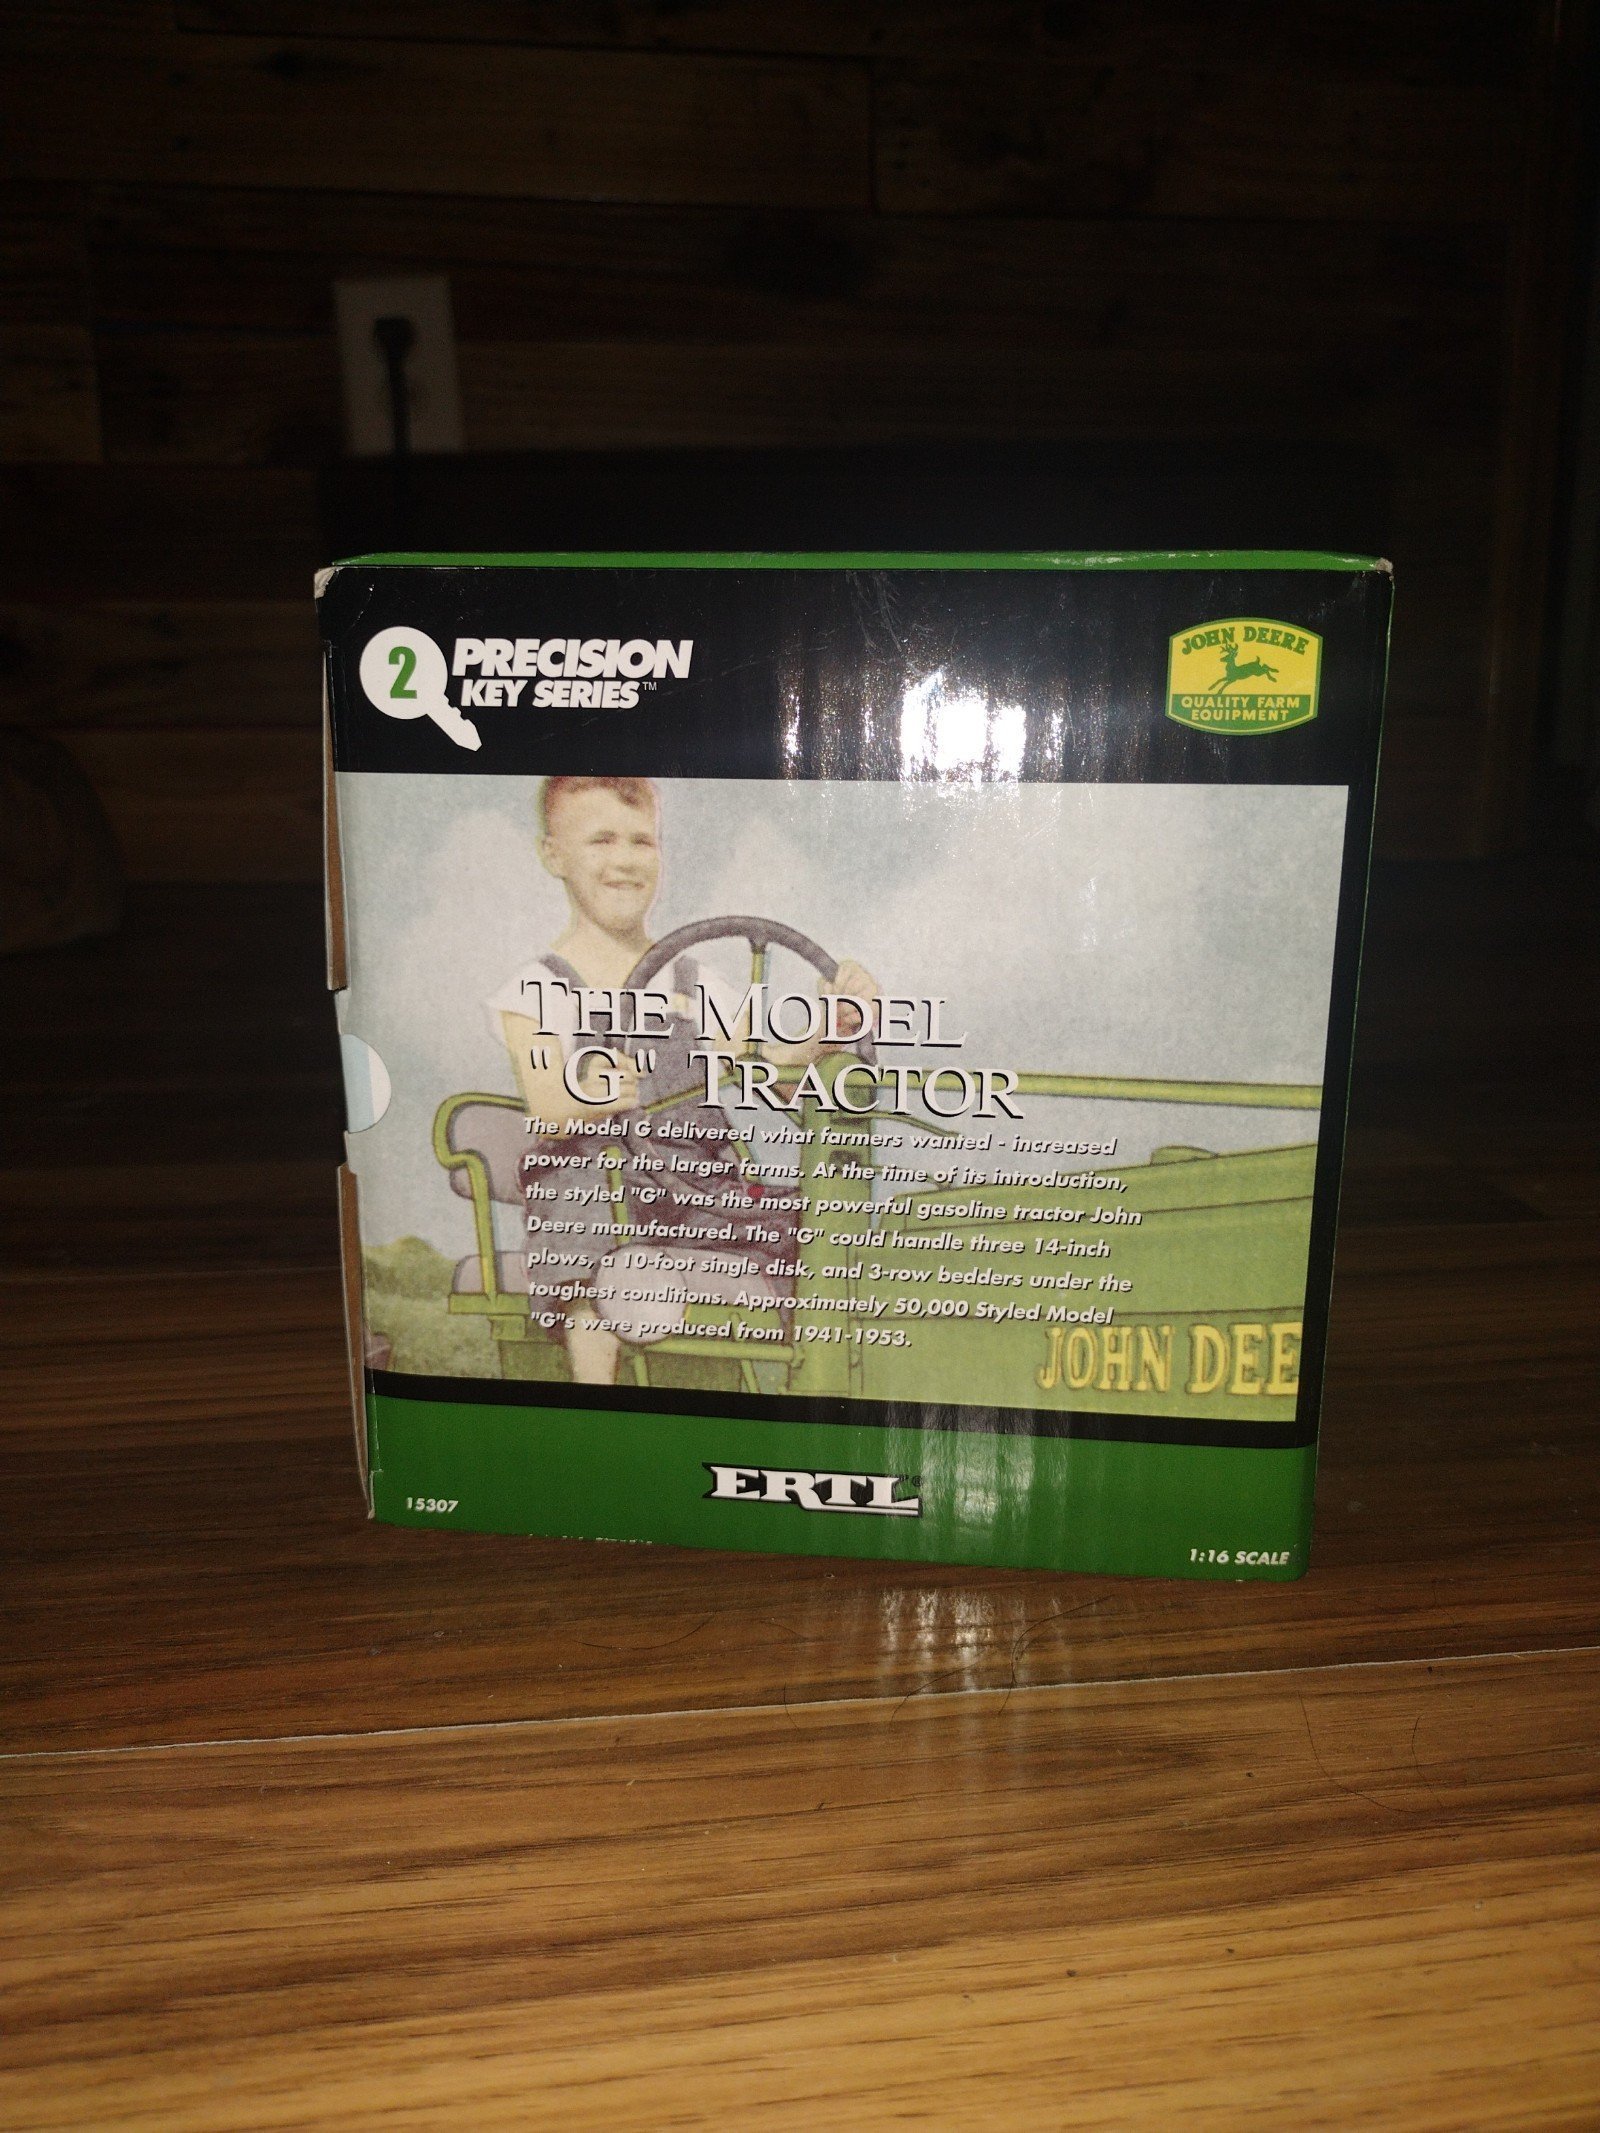 2 PRECISION
KEY SERIES™
JOHN DEERE
QUALITY FARM
EQUIPMENT
THE MODEL
"G" TRACTOR
The Model G delivered what farmers wanted - increased
power for the larger farms. At the time of its introduction,
the styled "G" was the most powerful gasoline tractor John
Deere manufactured. The "G" could handle three 14-inch
plows, a 10-foot single disk, and 3-row bedders under the
toughest conditions. Approximately 50,000 Styled Model
"G"s were produced from 1941-1953.
JOHN DEE
ERTL®
15307
1:16 SCALE